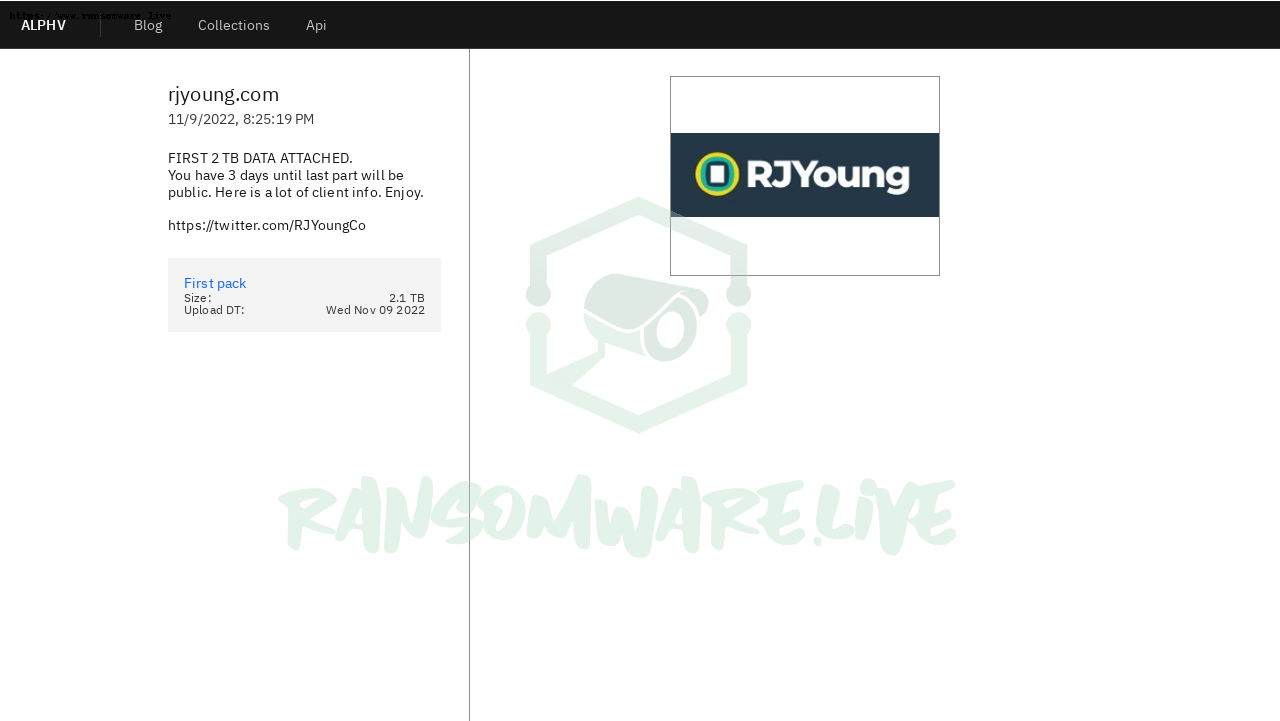 https://www.ransomware.live
ALPHV
Blog
Collections
Api
rjyoung.com
11/9/2022, 8:25:19 PM
FIRST 2 TB DATA ATTACHED.
You have 3 days until last part will be
public. Here is a lot of client info. Enjoy.
https://twitter.com/RJYoungCo
First pack
Size: 2.1 TB
Upload DT: Wed Nov 09 2022
RJYoung
RANSOMWARE.LIVE